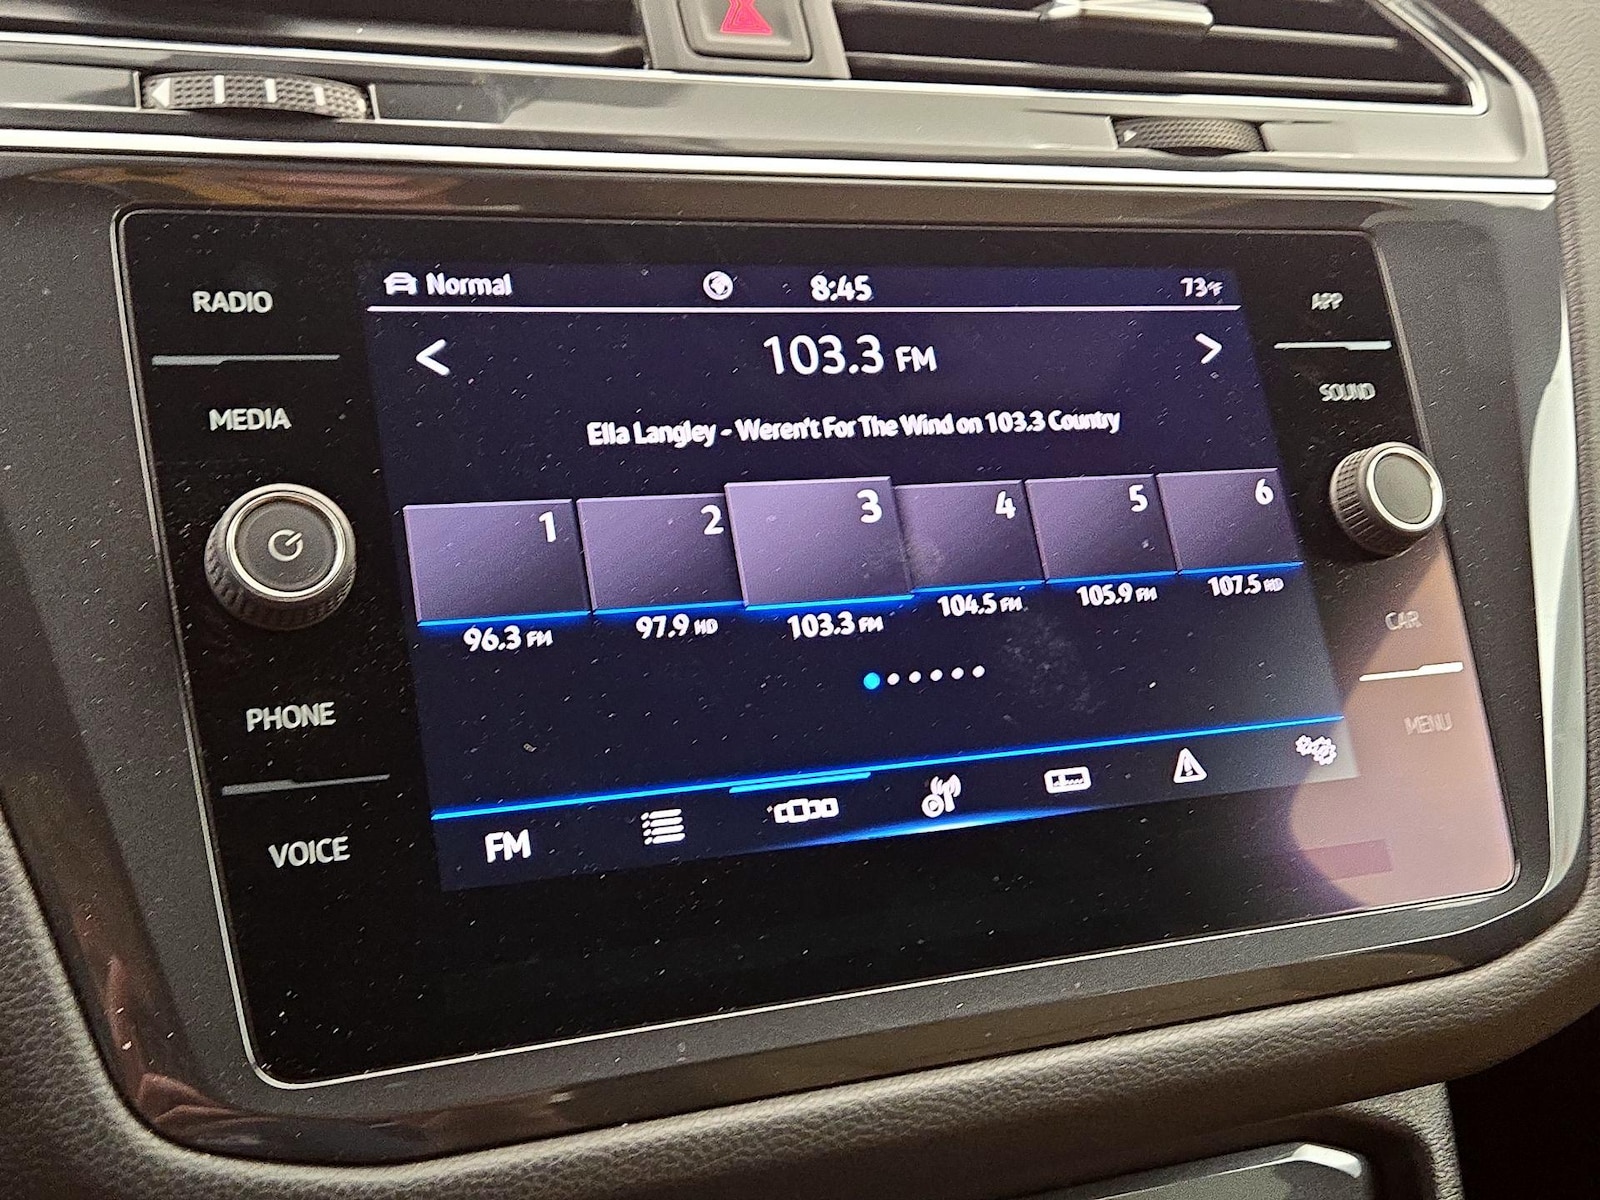 RADIO
MEDIA
PHONE
VOICE
Normal
8:45
73°F
103.3 FM
Ella Langley - Weren't For The Wind on 103.3 Country
1 2 3 4 5 6
96.3 FM 97.9 HD 103.3 FM 104.5 FM 105.9 FM 107.5 HD
FM
APP
SOUND
CAR
MENU